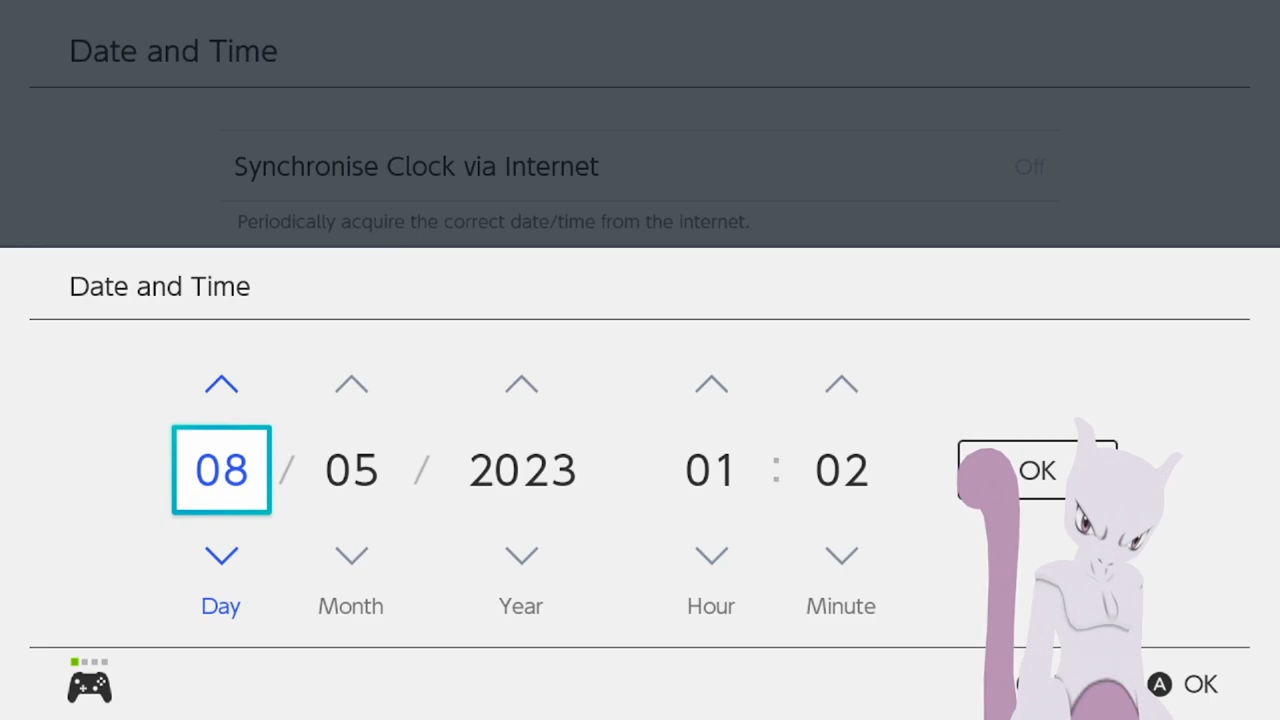 Date and Time
Synchronise Clock via Internet Off
Periodically acquire the correct date/time from the internet.
Date and Time
08 / 05 / 2023 01 : 02 OK
Day Month Year Hour Minute
A OK